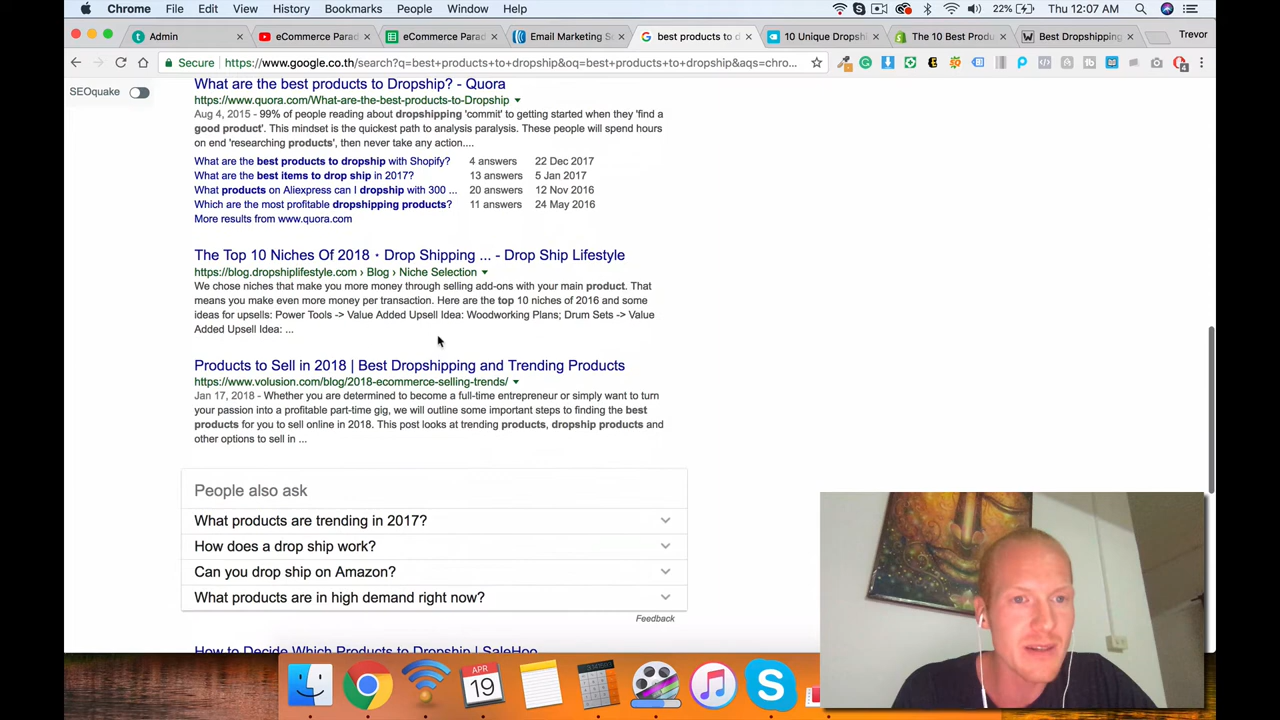 Chrome File Edit View History Bookmarks People Window Help 22% Thu 12:07 AM
Admin eCommerce Parad eCommerce Parad Email Marketing S best products to d 10 Unique Dropshi The 10 Best Produ Best Dropshipping Trevor
Secure https://www.google.co.th/search?q=best+products+to+dropship&oq=best+products+to+dropship&aqs=chro... 4
SEOquake
What are the best products to Dropship? - Quora
https://www.quora.com/What-are-the-best-products-to-Dropship
Aug 4, 2015 - 99% of people reading about dropshipping 'commit' to getting started when they 'find a
good product'. This mindset is the quickest path to analysis paralysis. These people will spend hours
on end 'researching products', then never take any action....
What are the best products to dropship with Shopify? 4 answers 22 Dec 2017
What are the best items to drop ship in 2017? 13 answers 5 Jan 2017
What products on Aliexpress can I dropship with 300 ... 20 answers 12 Nov 2016
Which are the most profitable dropshipping products? 11 answers 24 May 2016
More results from www.quora.com
The Top 10 Niches Of 2018 · Drop Shipping ... - Drop Ship Lifestyle
https://blog.dropshiplifestyle.com › Blog › Niche Selection
We chose niches that make you more money through selling add-ons with your main product. That
means you make even more money per transaction. Here are the top 10 niches of 2016 and some
ideas for upsells: Power Tools -> Value Added Upsell Idea: Woodworking Plans; Drum Sets -> Value
Added Upsell Idea: ...
Products to Sell in 2018 | Best Dropshipping and Trending Products
https://www.volusion.com/blog/2018-ecommerce-selling-trends/
Jan 17, 2018 - Whether you are determined to become a full-time entrepreneur or simply want to turn
your passion into a profitable part-time gig, we will outline some important steps to finding the best
products for you to sell online in 2018. This post looks at trending products, dropship products and
other options to sell in ...
People also ask
What products are trending in 2017?
How does a drop ship work?
Can you drop ship on Amazon?
What products are in high demand right now?
Feedback
How to Decide Which Products to Dropship | SaleHoo
APR
19